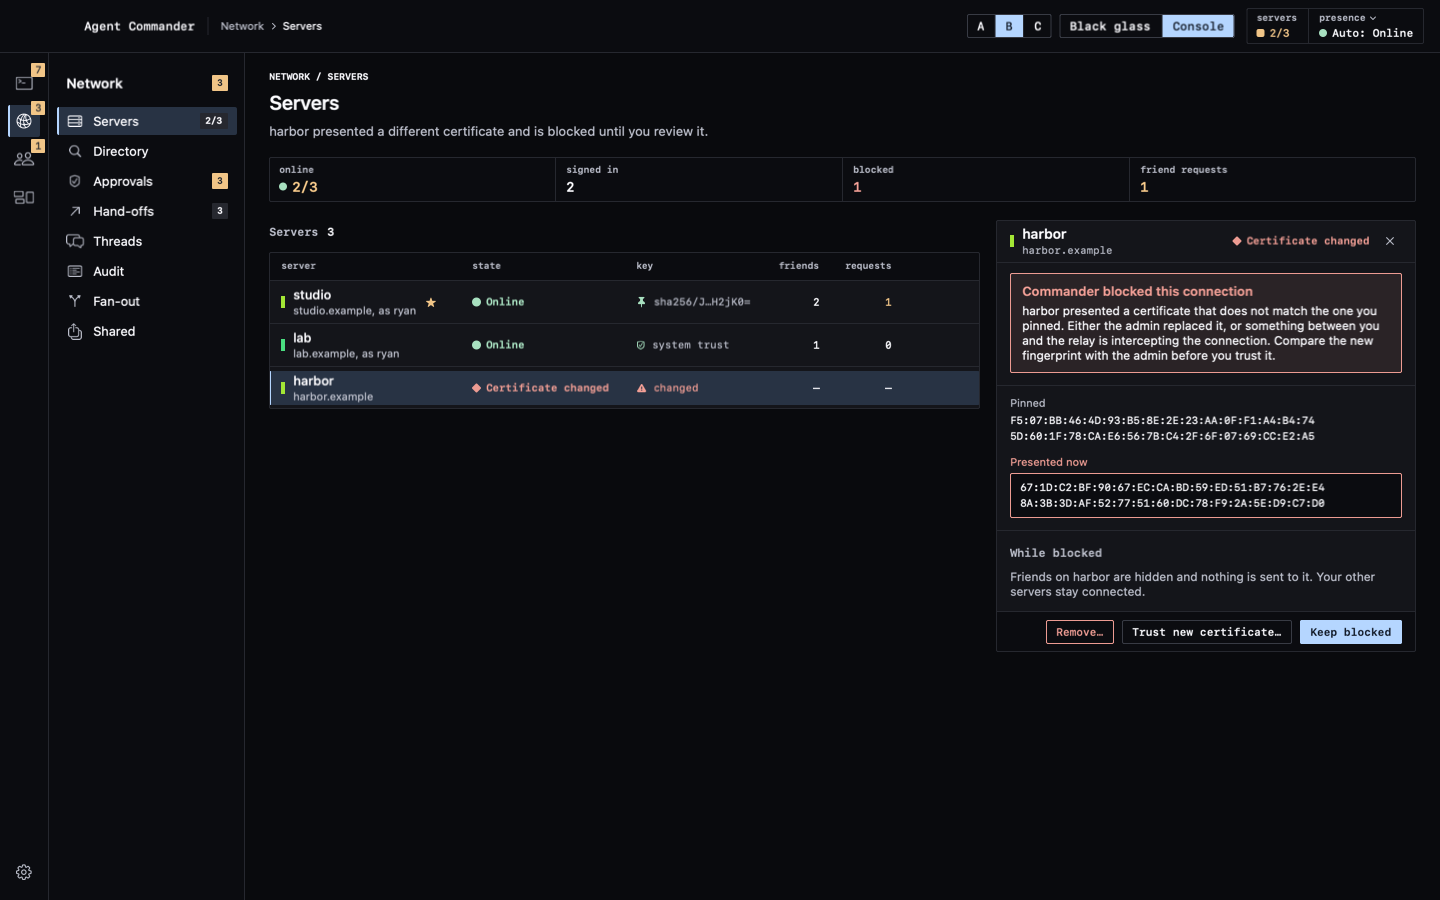 Agent Commander
Network > Servers
A B C
Black glass Console
servers
2/3
presence
Auto: Online
7
3
1
Network 3
Servers 2/3
Directory
Approvals 3
Hand-offs 3
Threads
Audit
Fan-out
Shared
NETWORK / SERVERS
Servers
harbor presented a different certificate and is blocked until you review it.
online
2/3
signed in
2
blocked
1
friend requests
1
Servers 3
server state key friends requests
studio
studio.example, as ryan
Online sha256/J…H2jK0= 2 1
lab
lab.example, as ryan
Online system trust 1 0
harbor
harbor.example
Certificate changed changed — —
harbor
harbor.example
Certificate changed
Commander blocked this connection
harbor presented a certificate that does not match the one you
pinned. Either the admin replaced it, or something between you
and the relay is intercepting the connection. Compare the new
fingerprint with the admin before you trust it.
Pinned
F5:07:BB:46:4D:93:B5:8E:2E:23:AA:0F:F1:A4:B4:74
5D:60:1F:78:CA:E6:56:7B:C4:2F:6F:07:69:CC:E2:A5
Presented now
67:1D:C2:BF:90:67:EC:CA:BD:59:ED:51:B7:76:2E:E4
8A:3B:3D:AF:52:77:51:60:DC:78:F9:2A:5E:D9:C7:D0
While blocked
Friends on harbor are hidden and nothing is sent to it. Your other
servers stay connected.
Remove… Trust new certificate… Keep blocked